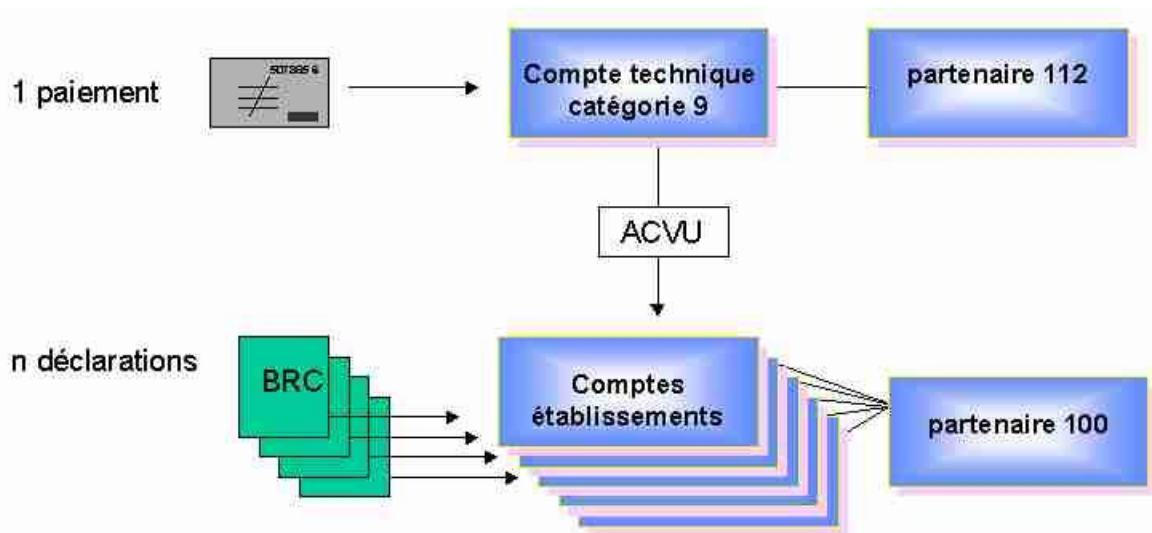 1 paiement
Compte technique
catégorie 9
partenaire 112
ACVU
n déclarations
BRC
Comptes
établissements
partenaire 100